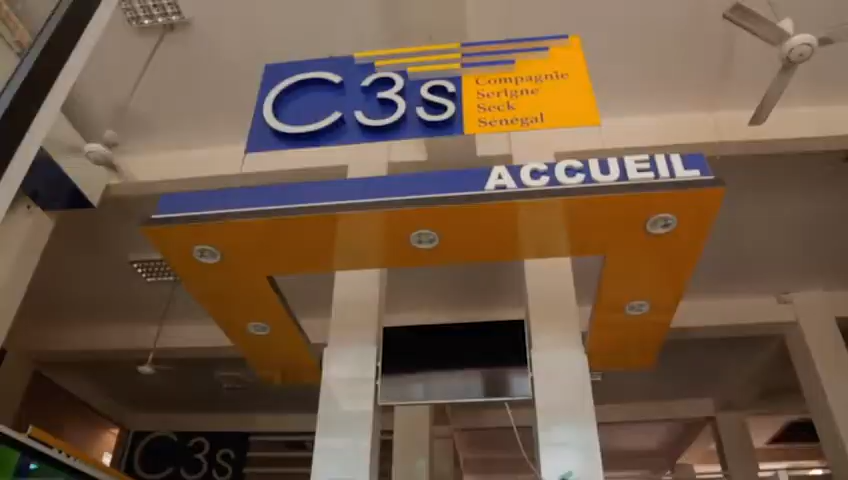 C3s
Compagnie
Serigne
Seck
Sénégal
ACCUEIL
C3s